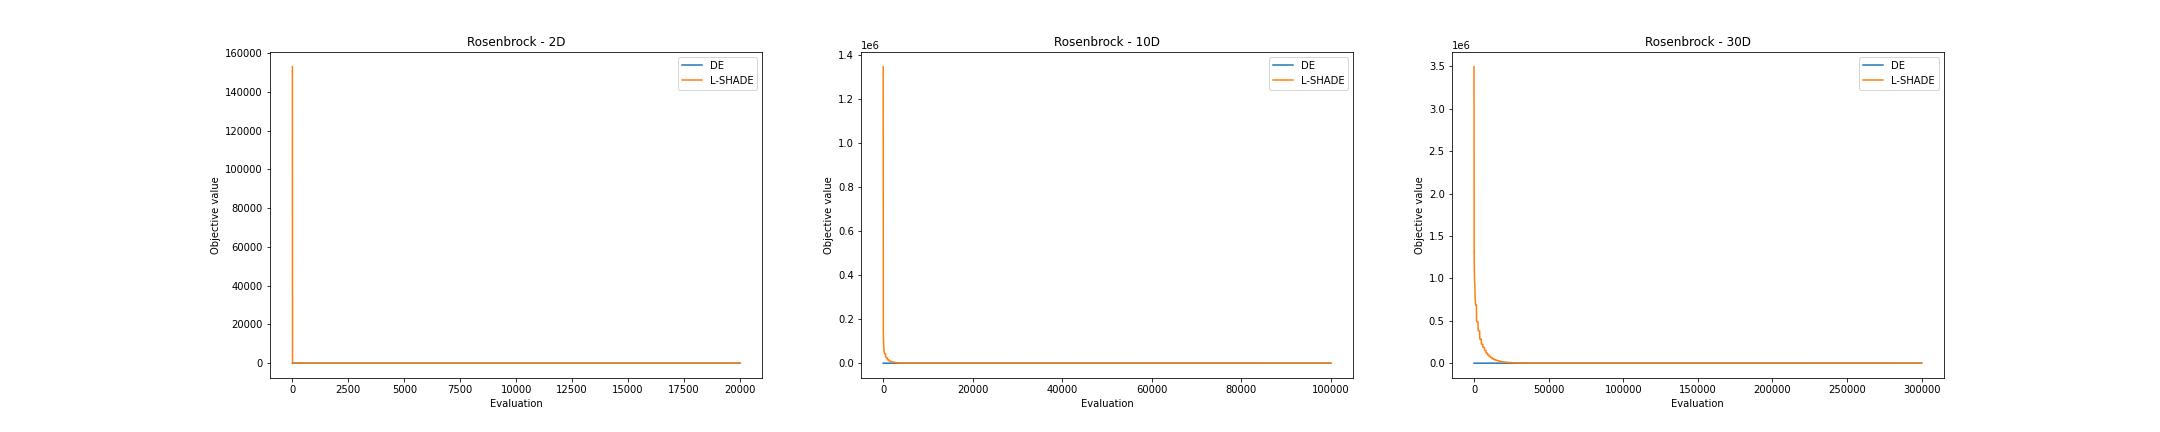 Rosenbrock - 2D
160000
140000
120000
100000
80000
60000
40000
20000
0
Objective value
DE
L-SHADE
0 2500 5000 7500 10000 12500 15000 17500 20000
Evaluation
Rosenbrock - 10D
1e6
1.4
1.2
1.0
0.8
0.6
0.4
0.2
0.0
Objective value
DE
L-SHADE
0 20000 40000 60000 80000 100000
Evaluation
Rosenbrock - 30D
1e6
3.5
3.0
2.5
2.0
1.5
1.0
0.5
0.0
Objective value
DE
L-SHADE
0 50000 100000 150000 200000 250000 300000
Evaluation